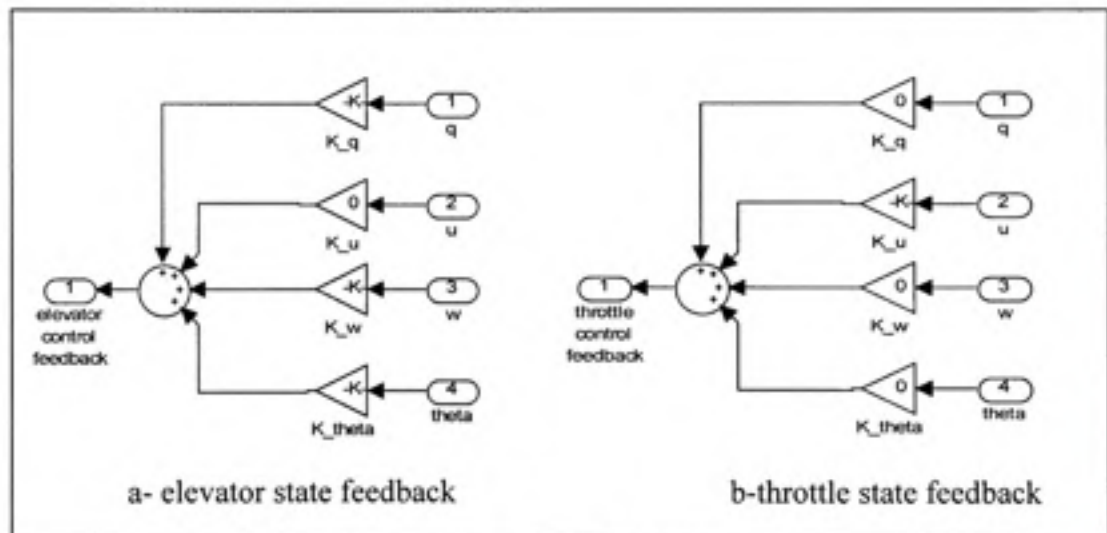 -K
1
K_q
q
0
2
K_u
u
1
-K
3
elevator
control
feedback
K_w
w
-K
4
K_theta
theta
a- elevator state feedback
0
1
K_q
q
-K
2
K_u
u
1
0
3
throttle
control
feedback
K_w
w
0
4
K_theta
theta
b-throttle state feedback